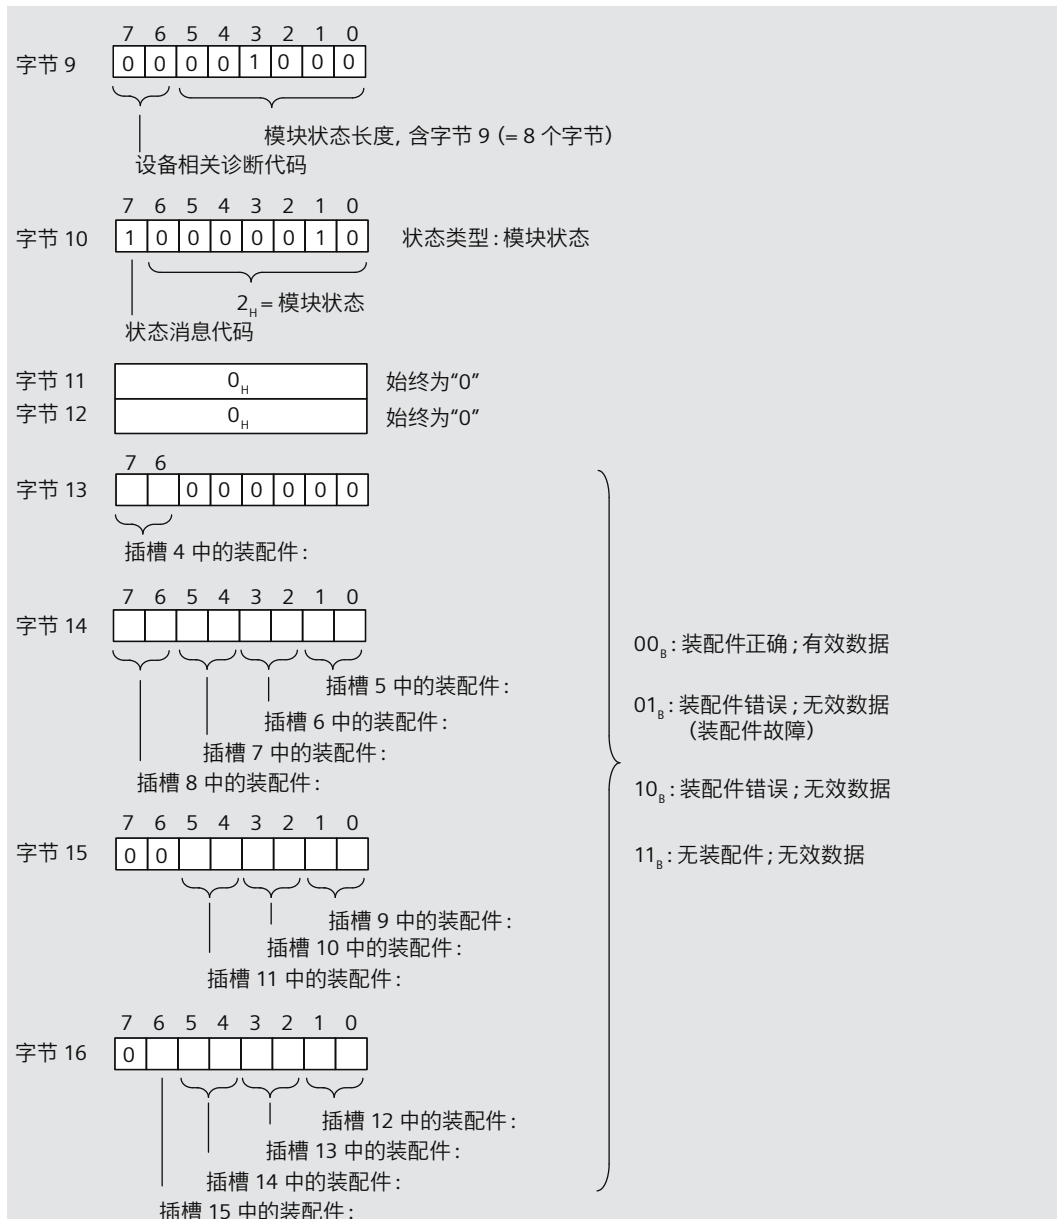 7 6 5 4 3 2 1 0
字节 9 0 0 0 0 1 0 0 0
模块状态长度, 含字节 9 (= 8 个字节)
设备相关诊断代码
7 6 5 4 3 2 1 0
字节 10 1 0 0 0 0 0 1 0 状态类型:模块状态
2H= 模块状态
状态消息代码
字节 11 0H 始终为“0”
字节 12 0H 始终为“0”
7 6
字节 13 0 0 0 0 0 0
插槽 4 中的装配件:
7 6 5 4 3 2 1 0
字节 14
插槽 5 中的装配件:
插槽 6 中的装配件:
插槽 7 中的装配件:
插槽 8 中的装配件:
00B:装配件正确;有效数据
01B:装配件错误;无效数据
(装配件故障)
10B:装配件错误;无效数据
11B:无装配件;无效数据
7 6 5 4 3 2 1 0
字节 15 0 0
插槽 9 中的装配件:
插槽 10 中的装配件:
插槽 11 中的装配件:
7 6 5 4 3 2 1 0
字节 16 0
插槽 12 中的装配件:
插槽 13 中的装配件:
插槽 14 中的装配件:
插槽 15 中的装配件: